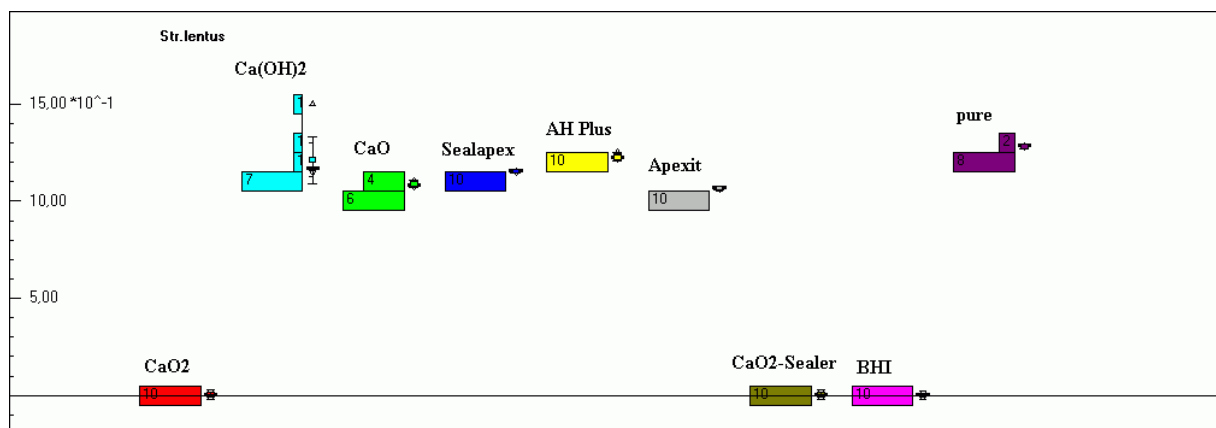 Str.lentus
Ca(OH)2
15,00 *10^-1
1
pure
AH Plus
1
2
CaO
Sealapex
1
10
8
Apexit
7
4
10
6
10
10,00
5,00
CaO2
CaO2-Sealer
BHI
10
10
10